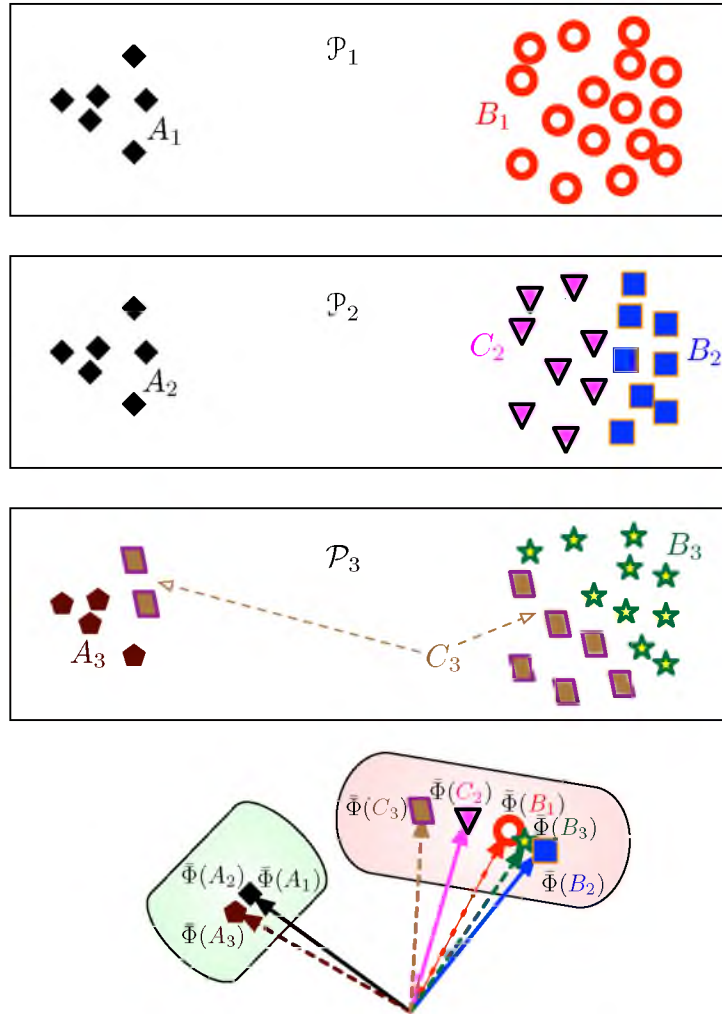 𝒫₁
A₁
B₁
𝒫₂
C₂
B₂
A₂
𝒫₃
B₃
A₃
C₃
Φ̄(C₂)
Φ̄(C₃)
Φ̄(B₁)
Φ̄(B₃)
Φ̄(A₂) Φ̄(A₁)
Φ̄(B₂)
Φ̄(A₃)